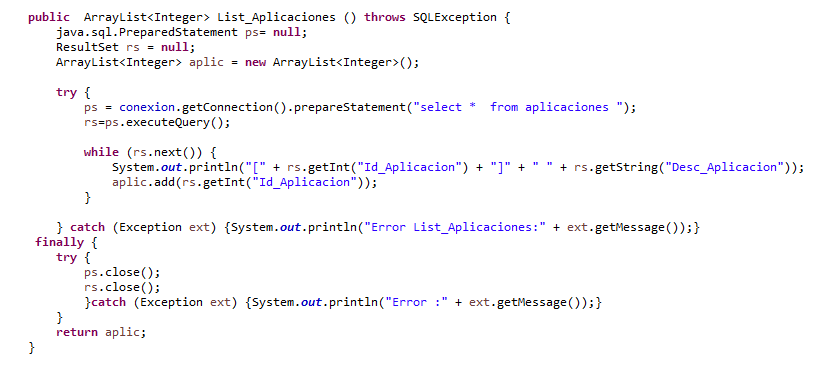 public  ArrayList<Integer> List_Aplicaciones () throws SQLException {
    java.sql.PreparedStatement ps= null;
    ResultSet rs = null;
    ArrayList<Integer> aplic = new ArrayList<Integer>();

    try {
        ps = conexion.getConnection().prepareStatement("select *  from aplicaciones ");
        rs=ps.executeQuery();

        while (rs.next()) {
            System.out.println("[" + rs.getInt("Id_Aplicacion") + "]" + " " + rs.getString("Desc_Aplicacion"));
            aplic.add(rs.getInt("Id_Aplicacion"));
        }

    } catch (Exception ext) {System.out.println("Error List_Aplicaciones:" + ext.getMessage());}
 finally {
    try {
        ps.close();
        rs.close();
        }catch (Exception ext) {System.out.println("Error :" + ext.getMessage());}
    }
    return aplic;
}